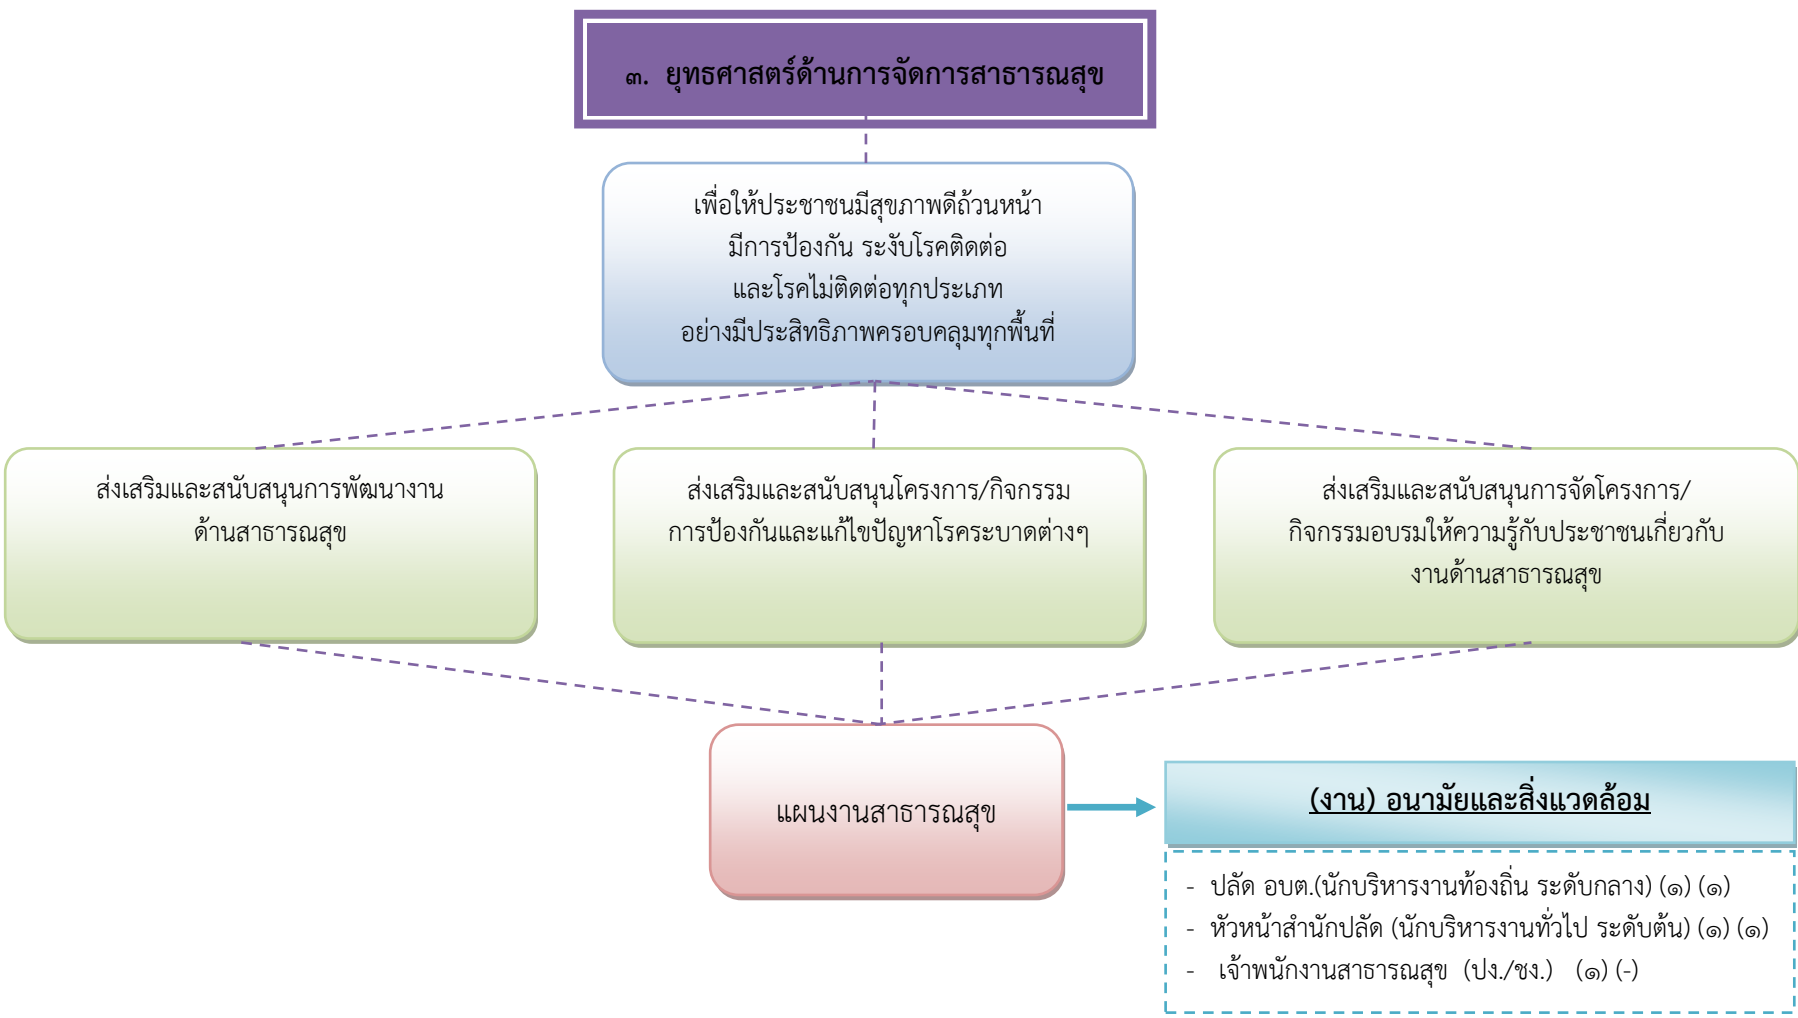 ๓. ยุทธศาสตร์ด้านการจัดการสาธารณสุข
เพื่อให้ประชาชนมีสุขภาพดีถ้วนหน้า
มีการป้องกัน ระงับโรคติดต่อ
และโรคไม่ติดต่อทุกประเภท
อย่างมีประสิทธิภาพครอบคลุมทุกพื้นที่
ส่งเสริมและสนับสนุนการพัฒนางาน
ด้านสาธารณสุข
ส่งเสริมและสนับสนุนโครงการ/กิจกรรม
การป้องกันและแก้ไขปัญหาโรคระบาดต่างๆ
ส่งเสริมและสนับสนุนการจัดโครงการ/
กิจกรรมอบรมให้ความรู้กับประชาชนเกี่ยวกับ
งานด้านสาธารณสุข
แผนงานสาธารณสุข
(งาน) อนามัยและสิ่งแวดล้อม
- ปลัด อบต.(นักบริหารงานท้องถิ่น ระดับกลาง) (๑) (๑)
- หัวหน้าสำนักปลัด (นักบริหารงานทั่วไป ระดับต้น) (๑) (๑)
- เจ้าพนักงานสาธารณสุข (ปง./ชง.) (๑) (-)